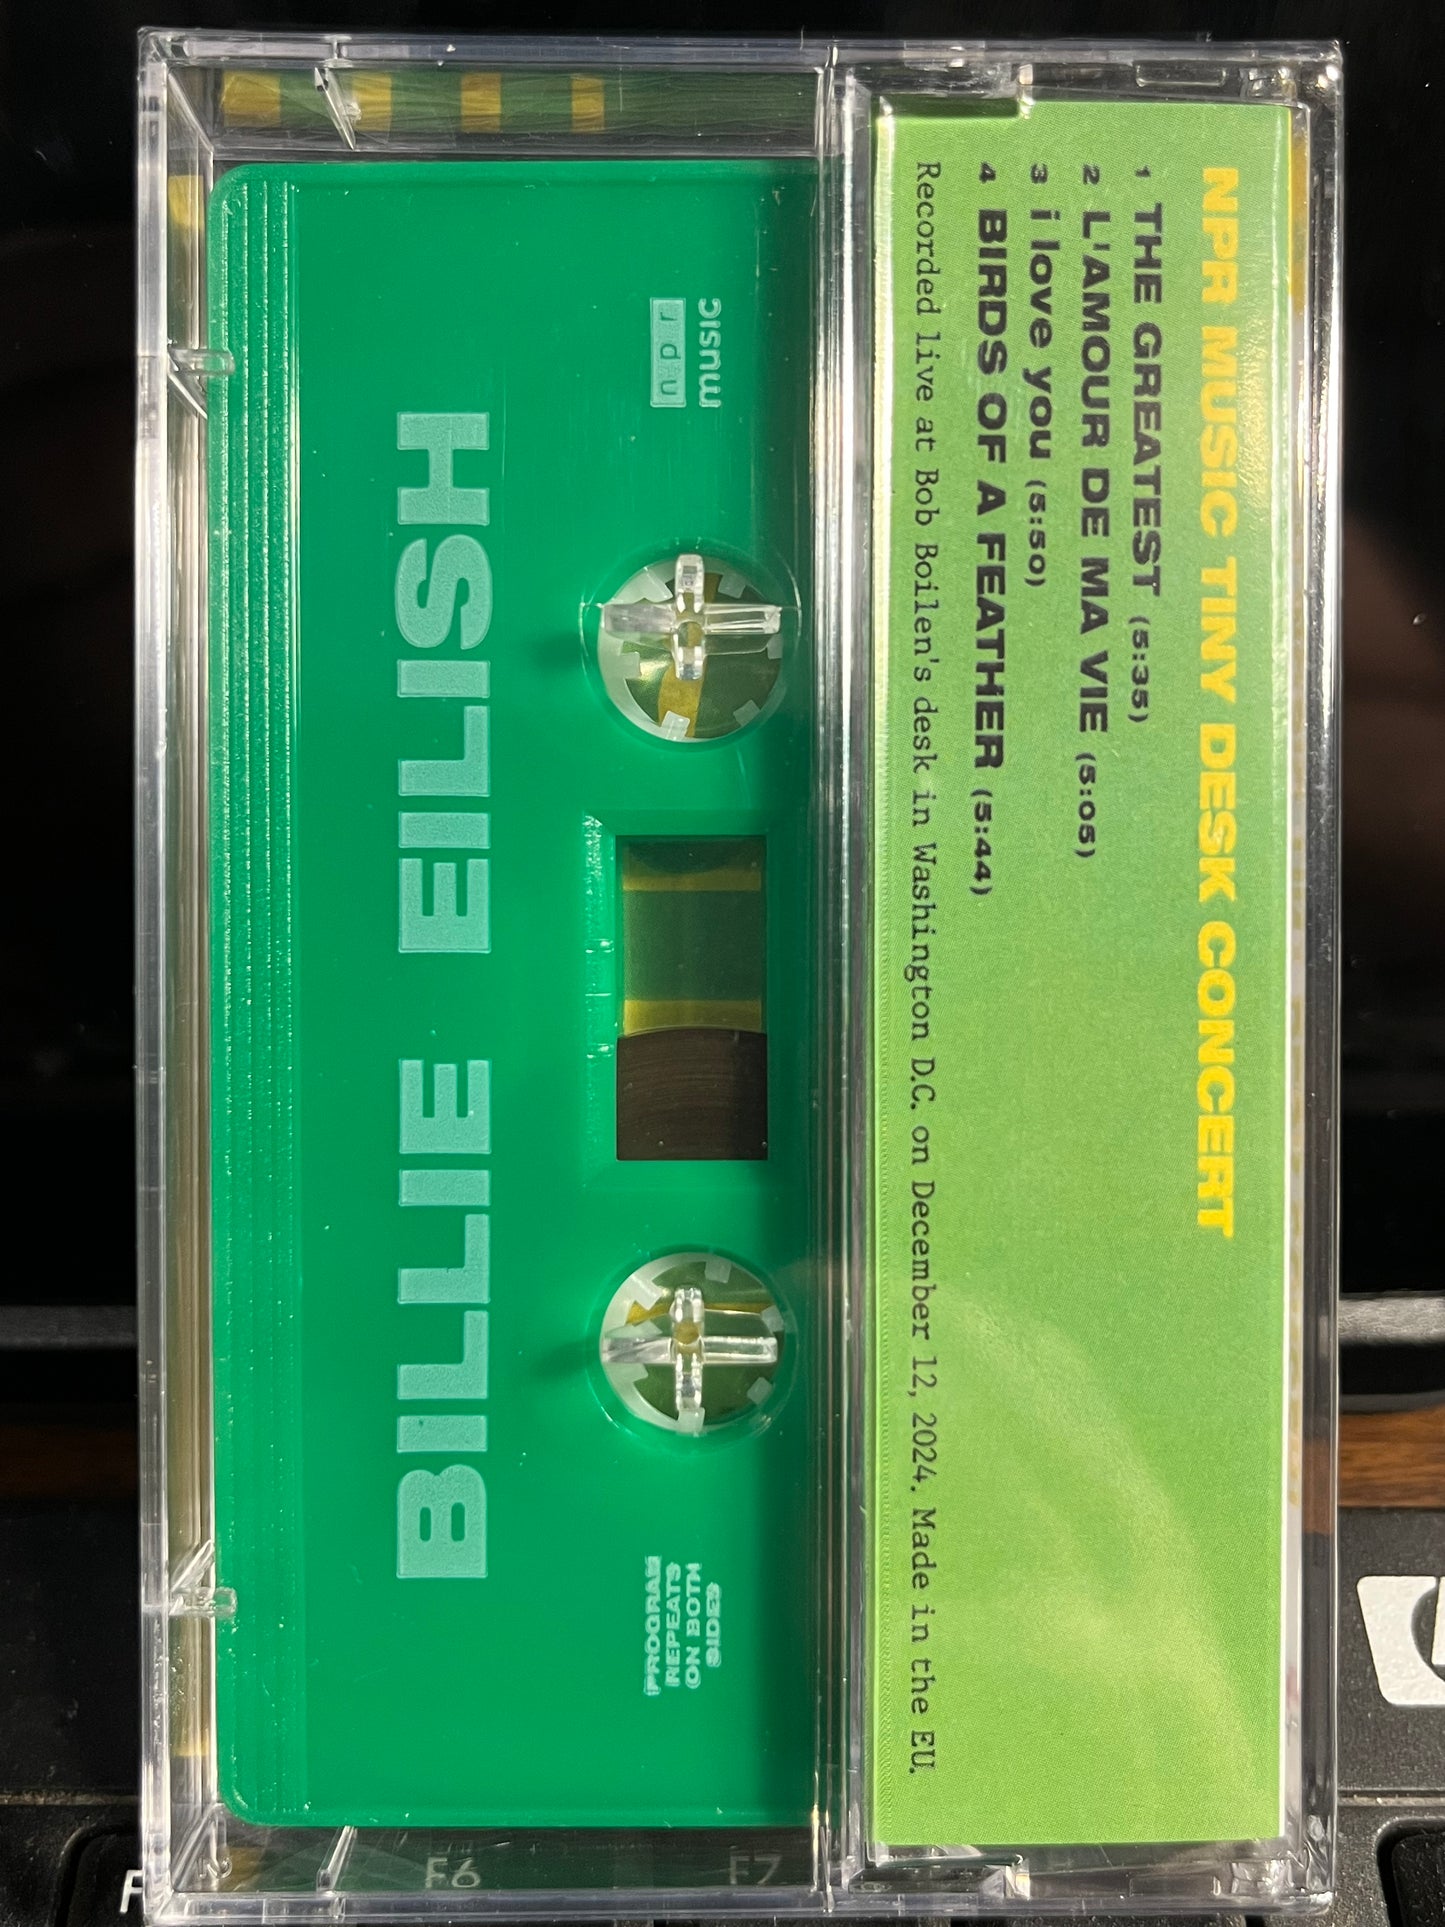 NPR MUSIC TINY DESK CONCERT
1 THE GREATEST (5:35)
2 L'AMOUR DE MA VIE (5:05)
3 i love you (5:50)
4 BIRDS OF A FEATHER (5:44)
Recorded live at Bob Boilen's desk in Washington D.C. on December 12, 2024. Made in the EU.
BILLIE EILISH
npr
music
PROGRAM
REPEATS
ON BOTH
SIDES
F6
F7